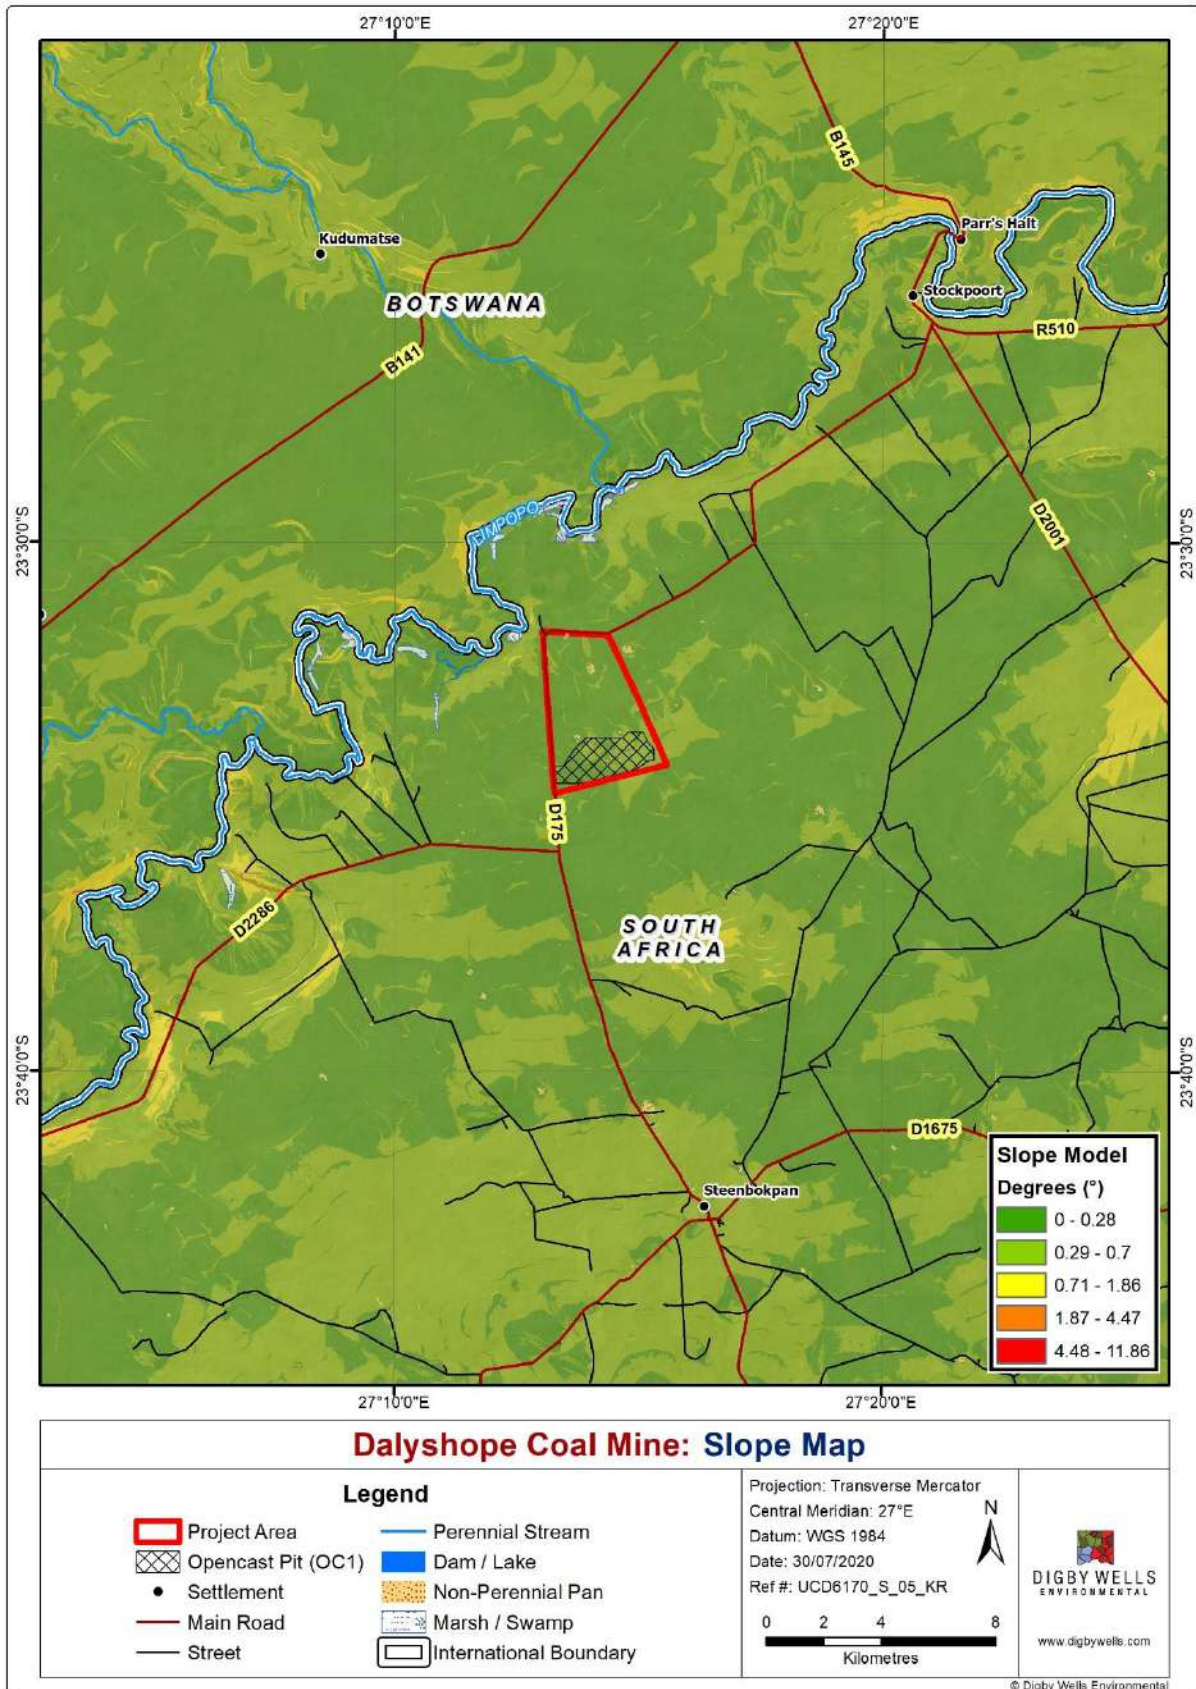 27°10'0"E
27°20'0"E
B145
Parr's Halt
Kudumatse
BOTSWANA
Stockpoort
R510
B141
LIMPOPO
D2001
23°30'0"S
23°30'0"S
D175
D2286
SOUTH
AFRICA
23°40'0"S
23°40'0"S
D1675
Steenbokpan
Slope Model
Degrees (°)
0 - 0.28
0.29 - 0.7
0.71 - 1.86
1.87 - 4.47
4.48 - 11.86
27°10'0"E
27°20'0"E
Dalyshope Coal Mine: Slope Map
Legend
Project Area
Opencast Pit (OC1)
Settlement
Main Road
Street
Perennial Stream
Dam / Lake
Non-Perennial Pan
Marsh / Swamp
International Boundary
Projection: Transverse Mercator
Central Meridian: 27°E
Datum: WGS 1984
Date: 30/07/2020
Ref #: UCD6170_S_05_KR
N
0 2 4 8
Kilometres
DIGBY WELLS
ENVIRONMENTAL
www.digbywells.com
© Digby Wells Environmental